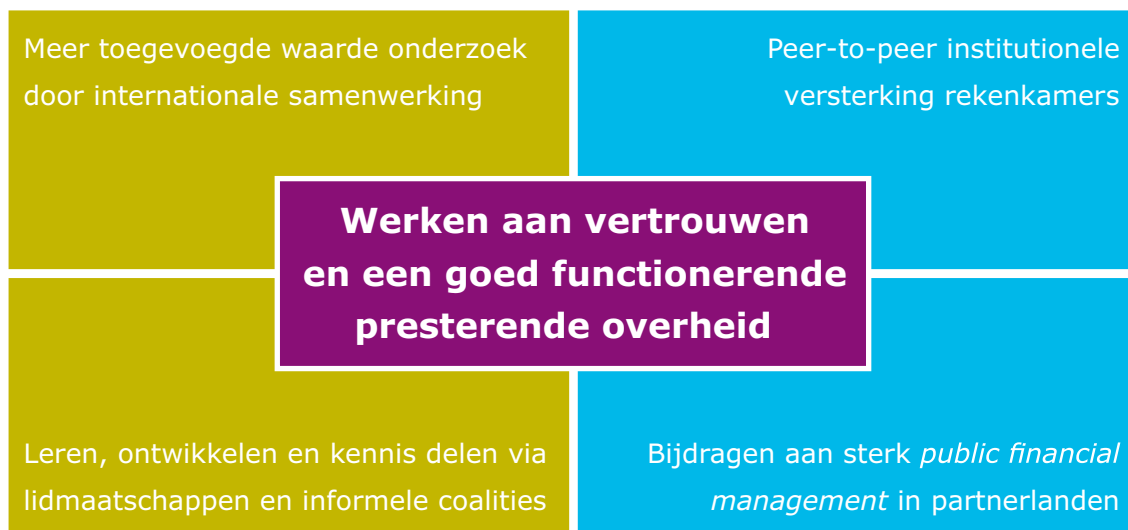 Meer toegevoegde waarde onderzoek
door internationale samenwerking
Peer-to-peer institutionele
versterking rekenkamers
Werken aan vertrouwen
en een goed functionerende
presterende overheid
Leren, ontwikkelen en kennis delen via
lidmaatschappen en informele coalities
Bijdragen aan sterk public financial
management in partnerlanden